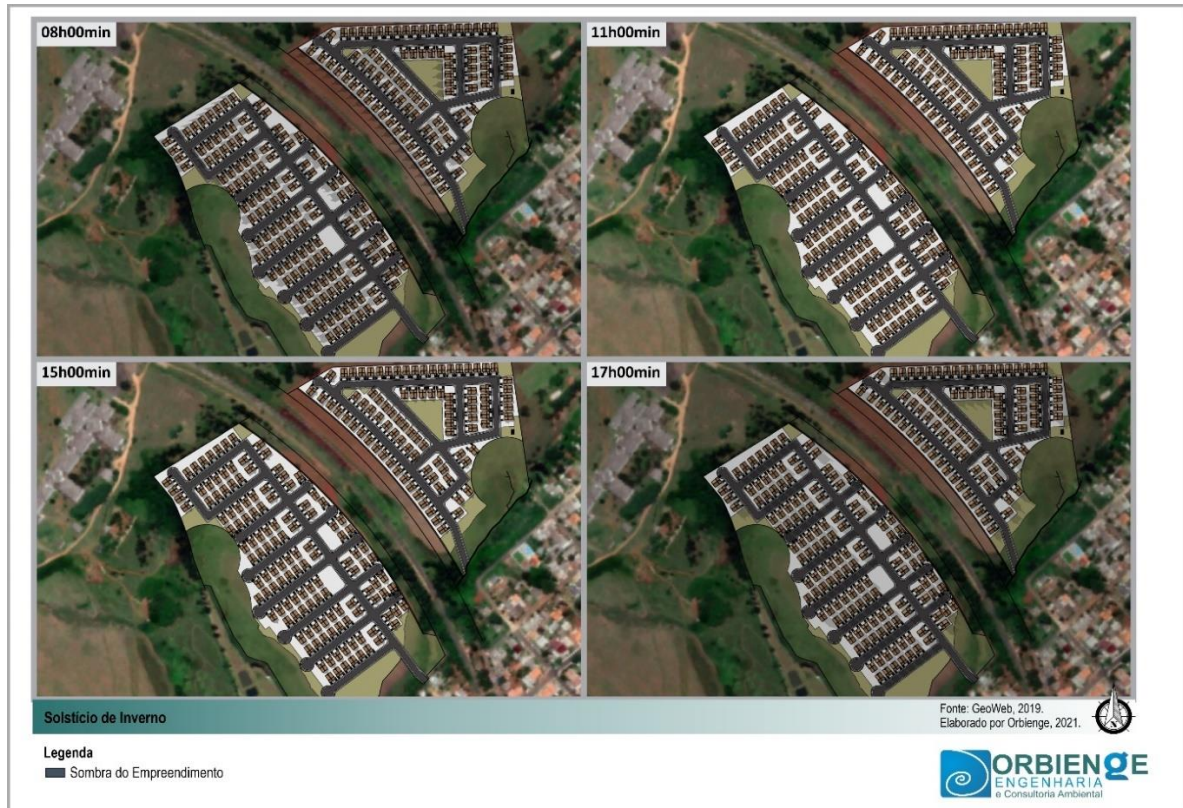 08h00min
11h00min
15h00min
17h00min
Solstício de Inverno
Fonte: GeoWeb, 2019.
Elaborado por Orbienge, 2021.
Legenda
Sombra do Empreendimento
ORBIENGE
ENGENHARIA
e Consultoria Ambiental